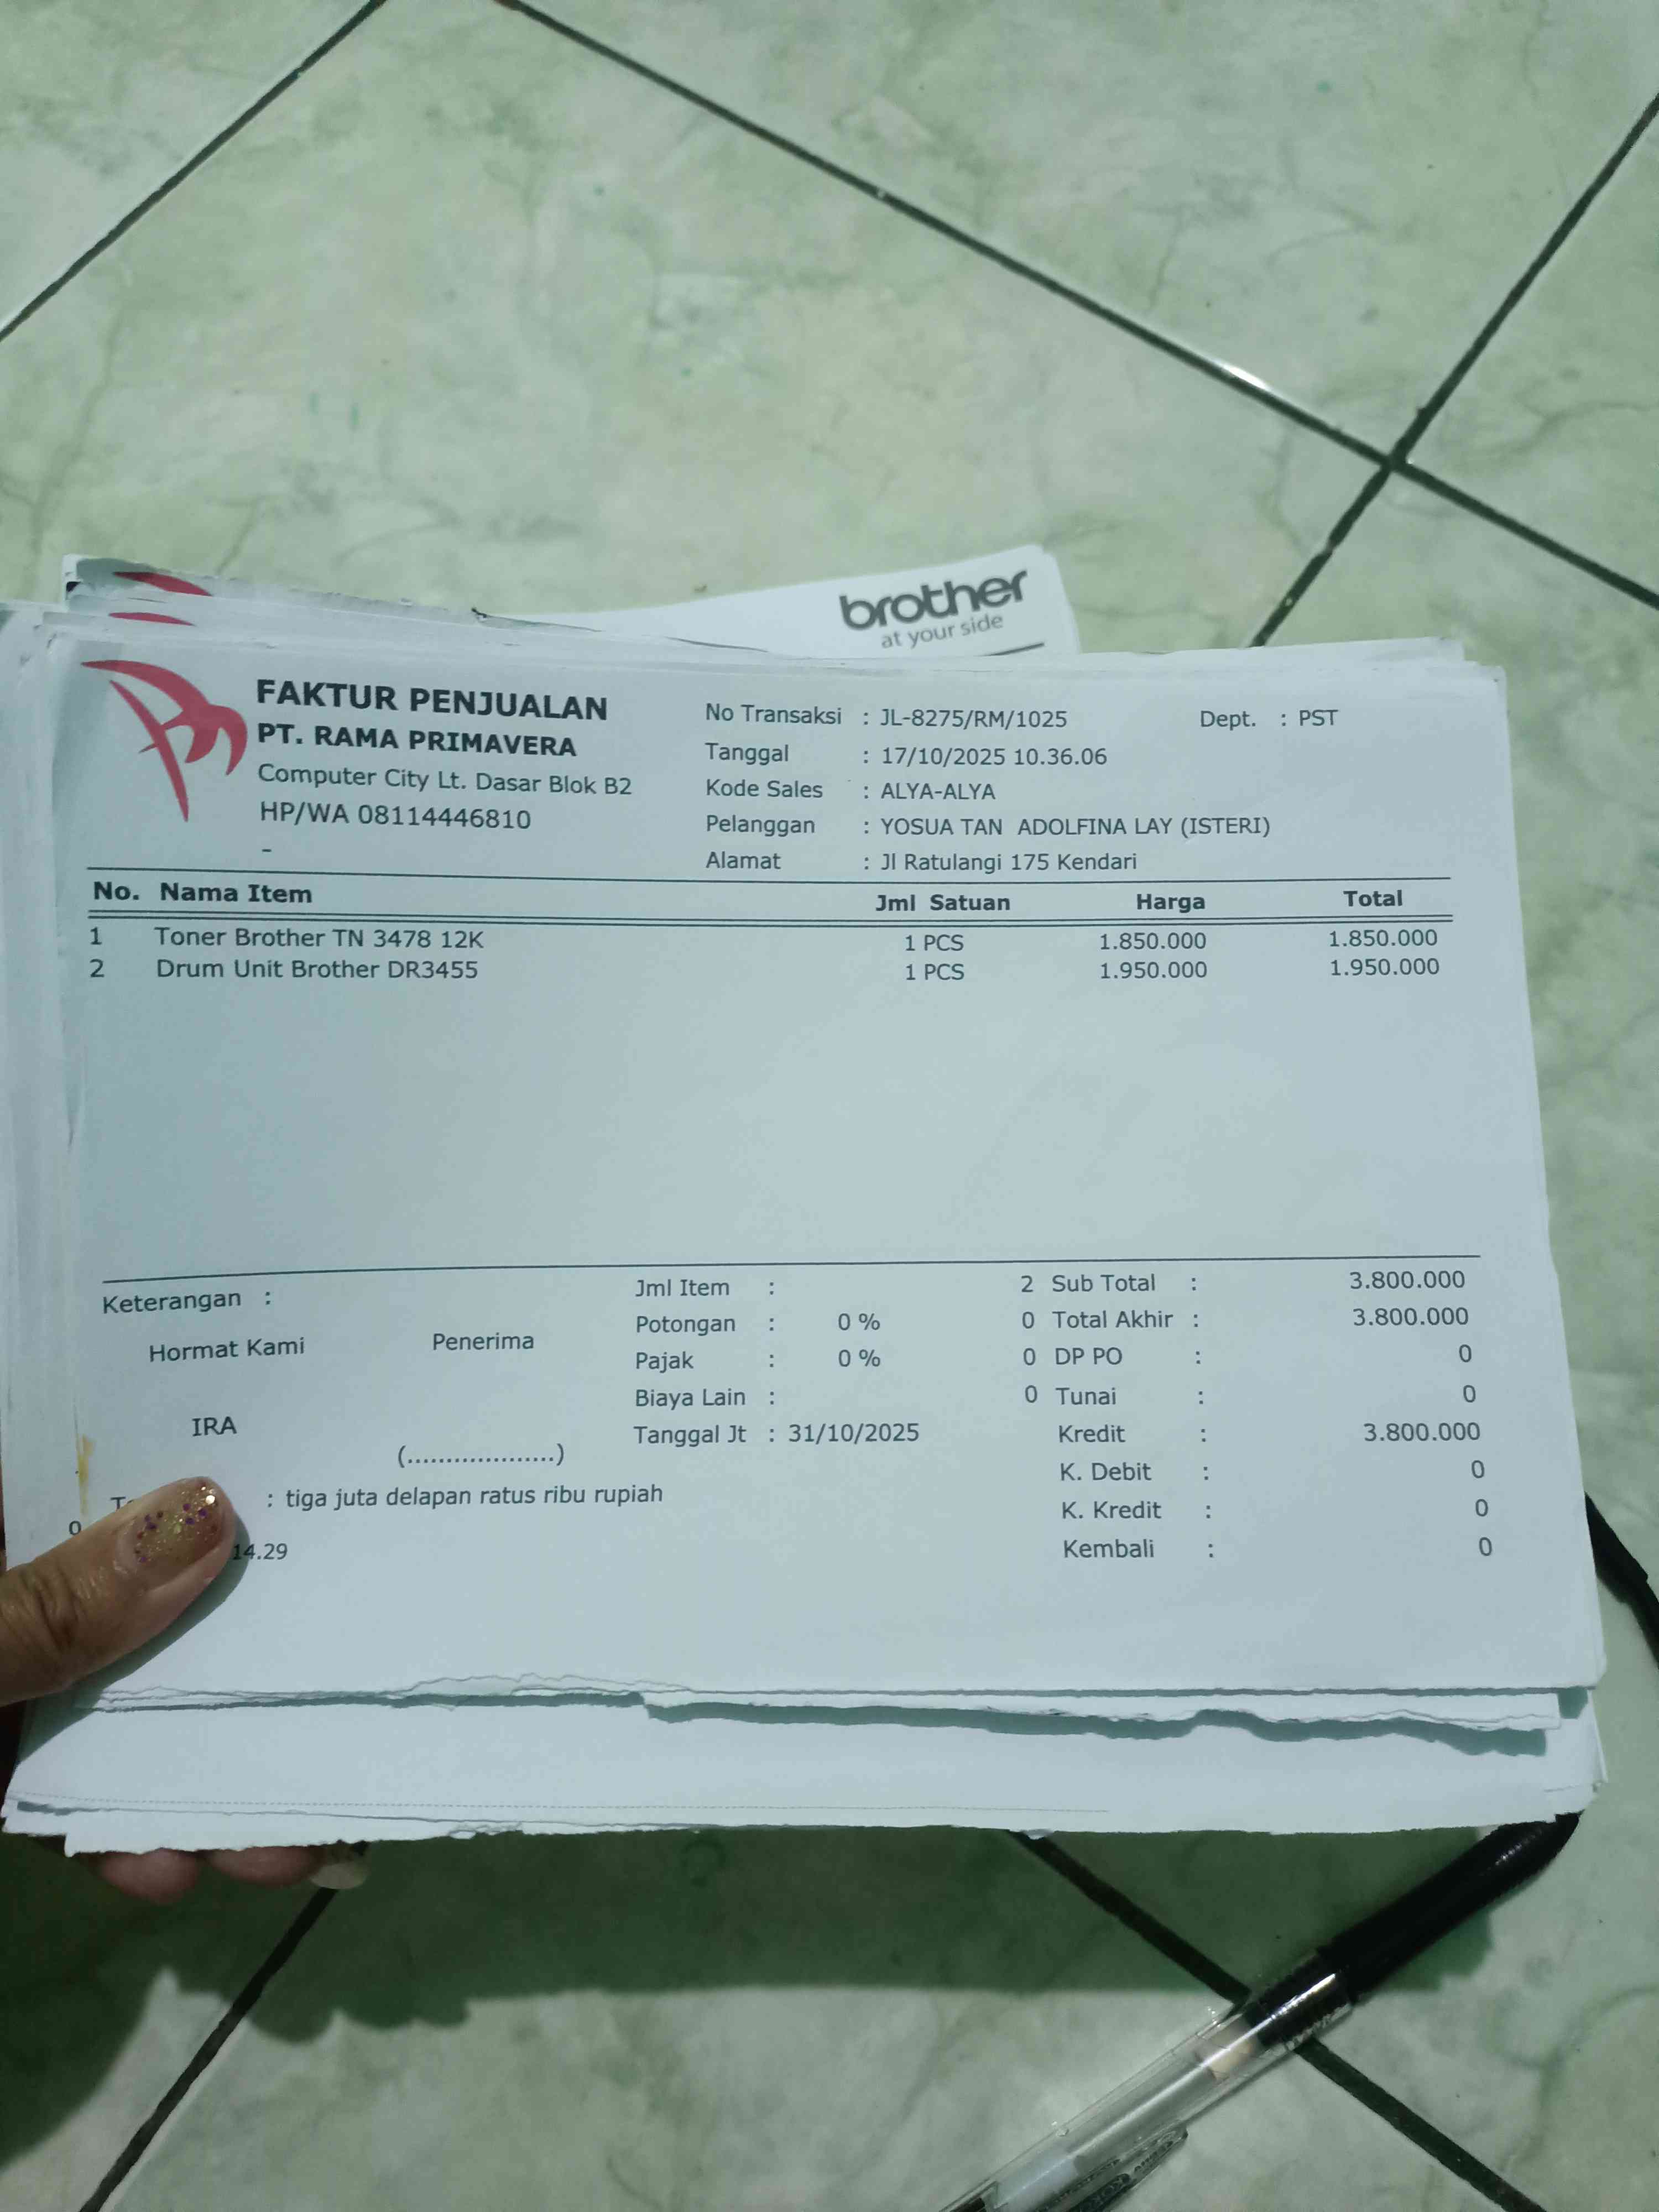 brother
at your side
FAKTUR PENJUALAN
PT. RAMA PRIMAVERA
Computer City Lt. Dasar Blok B2
HP/WA 08114446810
-
No Transaksi : JL-8275/RM/1025 Dept. : PST
Tanggal : 17/10/2025 10.36.06
Kode Sales : ALYA-ALYA
Pelanggan : YOSUA TAN ADOLFINA LAY (ISTERI)
Alamat : Jl Ratulangi 175 Kendari
No. Nama Item Jml Satuan Harga Total
1 Toner Brother TN 3478 12K 1 PCS 1.850.000 1.850.000
2 Drum Unit Brother DR3455 1 PCS 1.950.000 1.950.000
Keterangan :
Hormat Kami Penerima
IRA
(...................)
Jml Item : 2
Potongan : 0 % 0
Pajak : 0 % 0
Biaya Lain : 0
Tanggal Jt : 31/10/2025
Sub Total : 3.800.000
Total Akhir : 3.800.000
DP PO : 0
Tunai : 0
Kredit : 3.800.000
K. Debit : 0
K. Kredit : 0
Kembali : 0
: tiga juta delapan ratus ribu rupiah
14.29